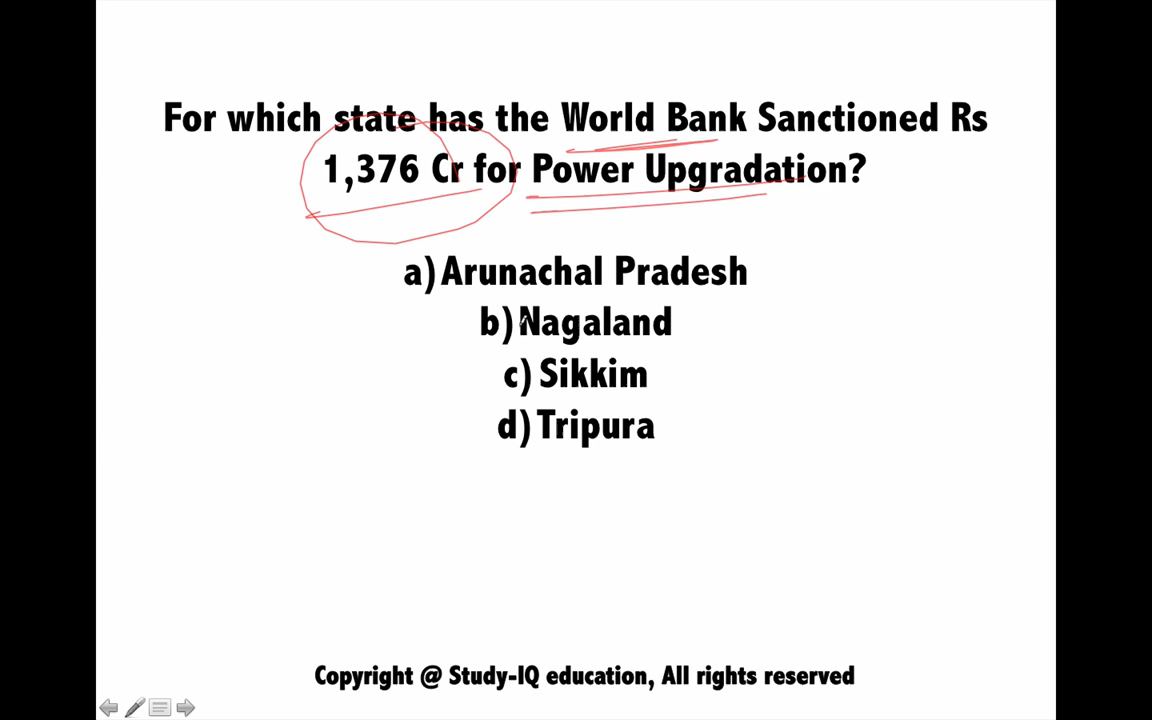 For which state has the World Bank Sanctioned Rs
1,376 Cr for Power Upgradation?
a) Arunachal Pradesh
b) Nagaland
c) Sikkim
d) Tripura
Copyright @ Study-IQ education, All rights reserved